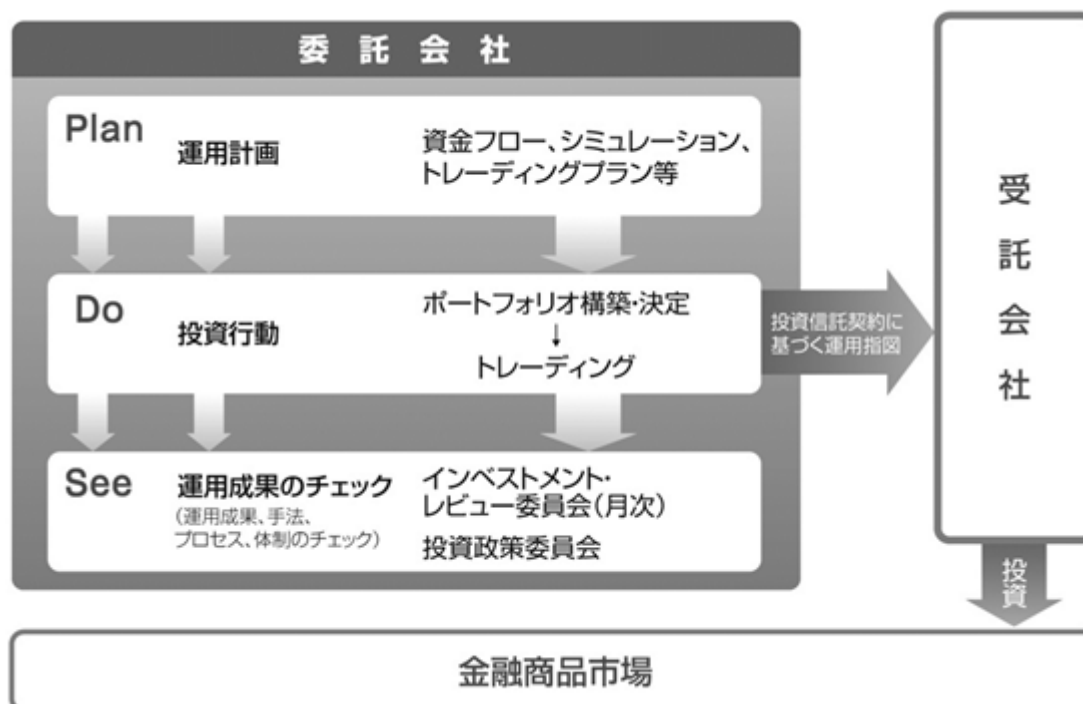 委託会社
Plan
運用計画
資金フロー、シミュレーション、
トレーディングプラン等
Do
投資行動
ポートフォリオ構築・決定
↓
トレーディング
投資信託契約に
基づく運用指図
See
運用成果のチェック
(運用成果、手法、
プロセス、体制のチェック)
インベストメント・
レビュー委員会(月次)
投資政策委員会
受託会社
投資
金融商品市場